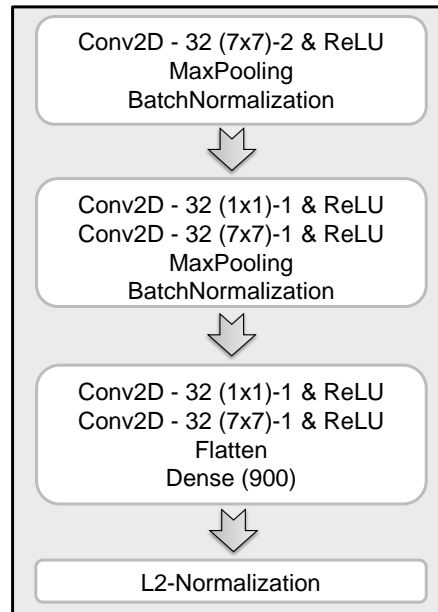 Conv2D - 32 (7x7)-2 & ReLU
MaxPooling
BatchNormalization
Conv2D - 32 (1x1)-1 & ReLU
Conv2D - 32 (7x7)-1 & ReLU
MaxPooling
BatchNormalization
Conv2D - 32 (1x1)-1 & ReLU
Conv2D - 32 (7x7)-1 & ReLU
Flatten
Dense (900)
L2-Normalization